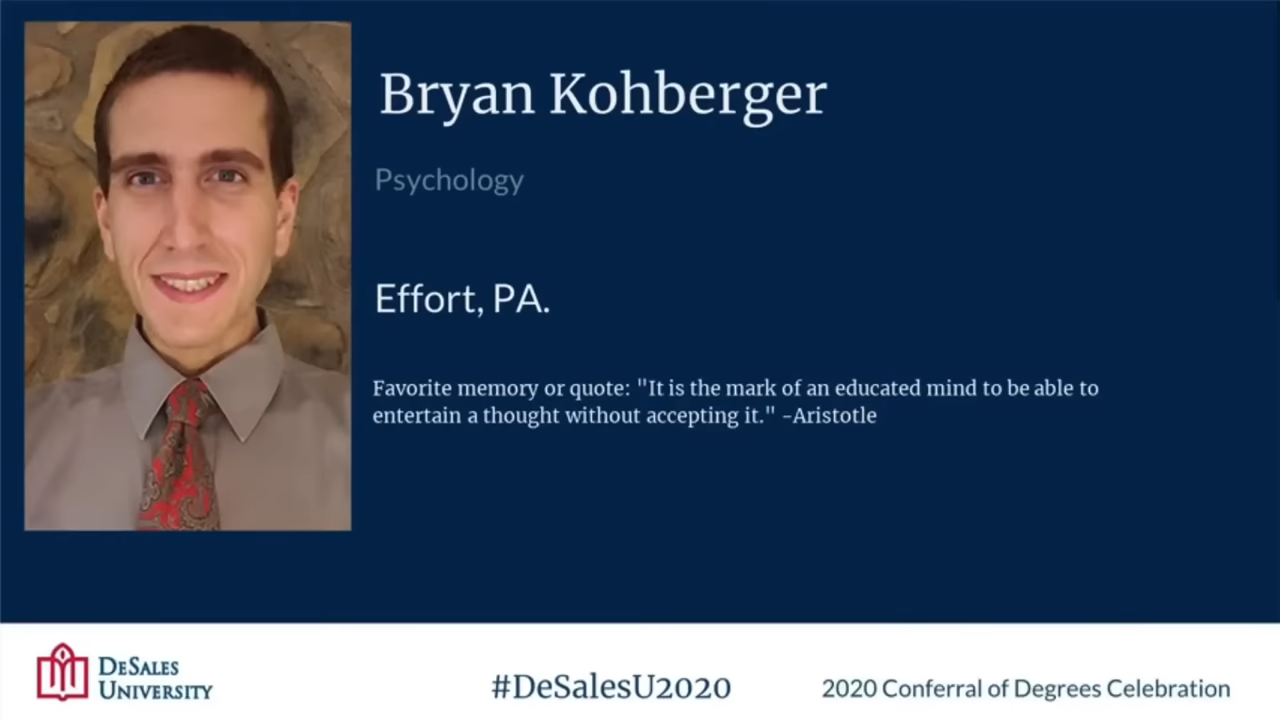 Bryan Kohberger
Psychology
Effort, PA.
Favorite memory or quote: "It is the mark of an educated mind to be able to
entertain a thought without accepting it." -Aristotle
DeSales
University
#DeSalesU2020
2020 Conferral of Degrees Celebration